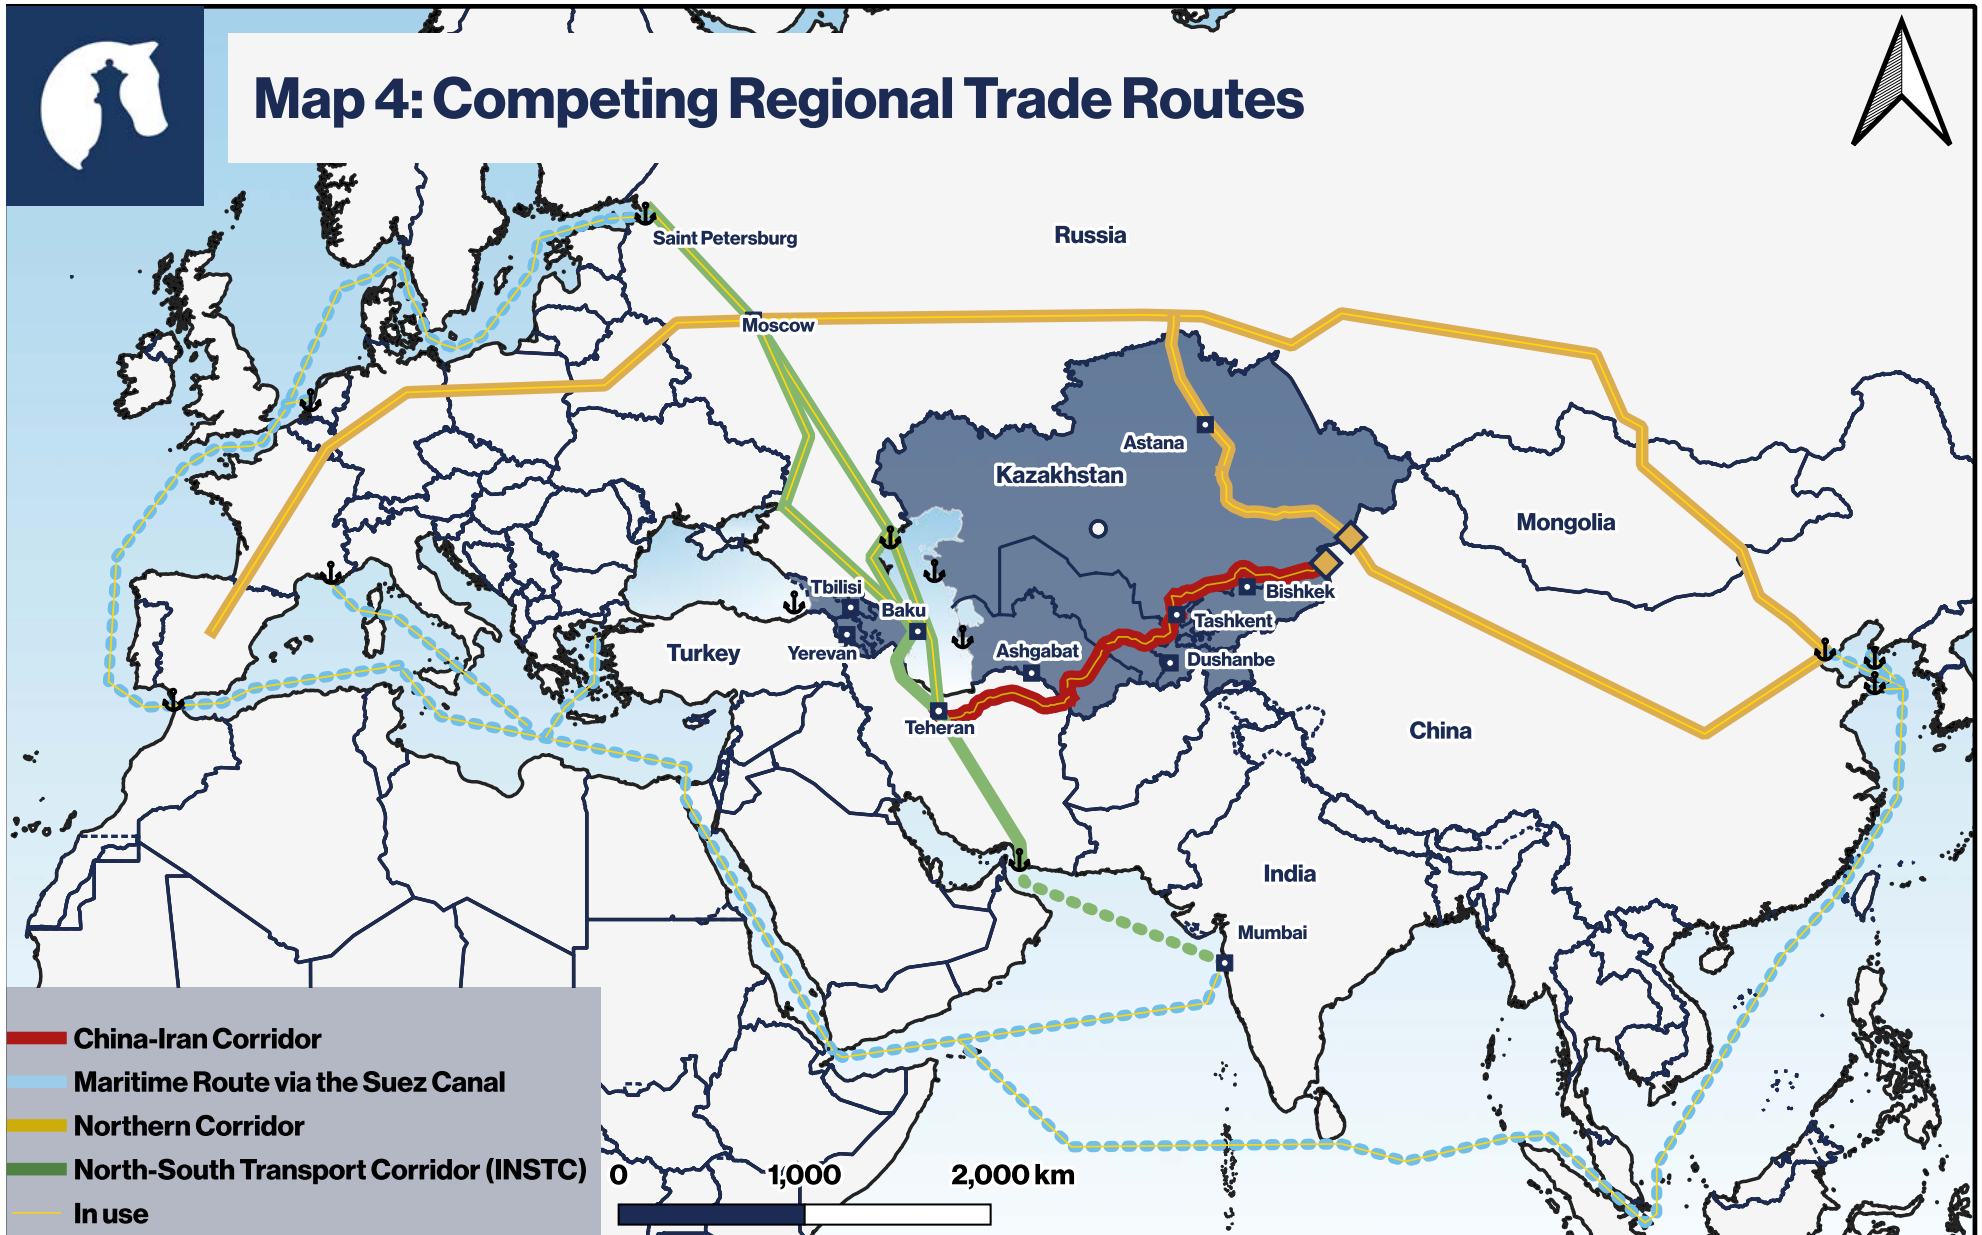 Map 4: Competing Regional Trade Routes
Saint Petersburg
Russia
Moscow
Astana
Kazakhstan
Mongolia
Tbilisi
Baku
Bishkek
Tashkent
Turkey
Yerevan
Ashgabat
Dushanbe
Teheran
China
India
Mumbai
China-Iran Corridor
Maritime Route via the Suez Canal
Northern Corridor
North-South Transport Corridor (INSTC)
In use
0 1,000 2,000 km